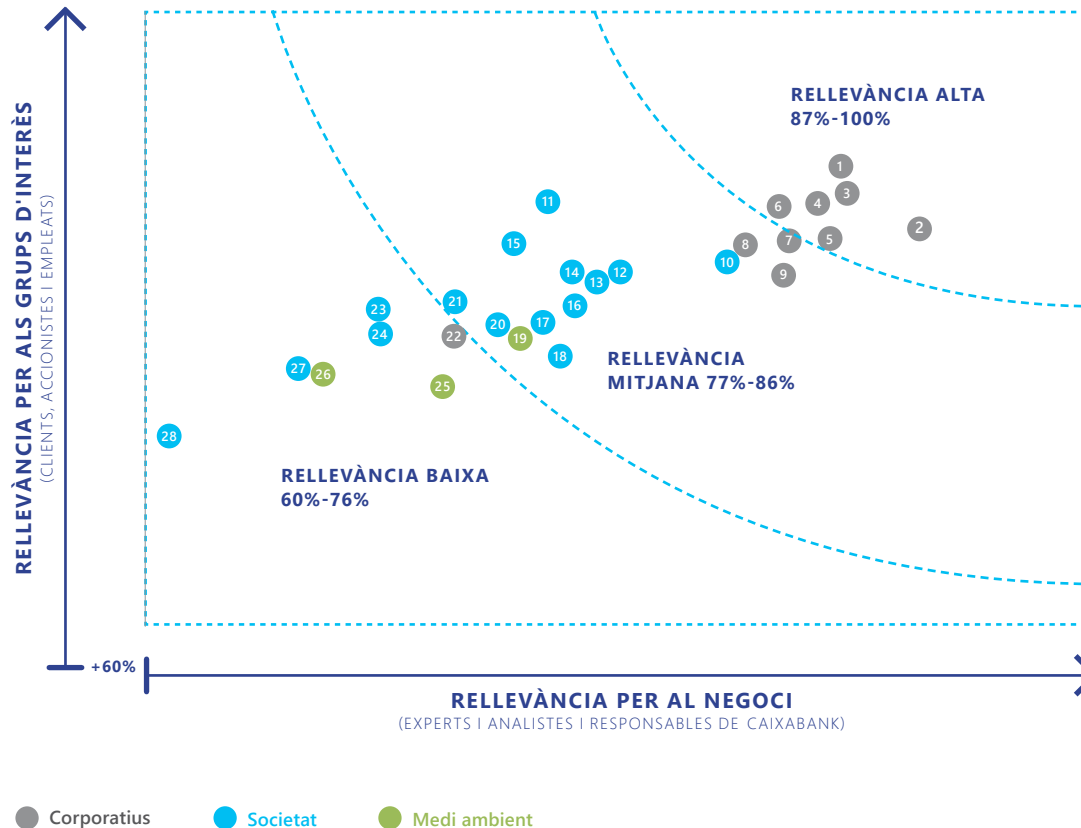 RELLEVÀNCIA PER ALS GRUPS D'INTERÈS
(CLIENTS, ACCIONISTES I EMPLEATS)
RELLEVÀNCIA ALTA
87%-100%
1
3
4
6
2
5
7
8
9
10
11
15
14
12
13
16
21
23
24
20
17
22
19
18
RELLEVÀNCIA
MITJANA 77%-86%
27
26
25
28
RELLEVÀNCIA BAIXA
60%-76%
+60%
RELLEVÀNCIA PER AL NEGOCI
(EXPERTS I ANALISTES I RESPONSABLES DE CAIXABANK)
Corporatius
Societat
Medi ambient